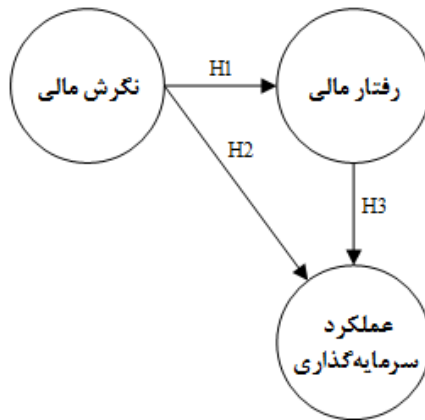 نگرش مالی
H1
رفتار مالی
H2
H3
عملکرد
سرمایه‌گذاری